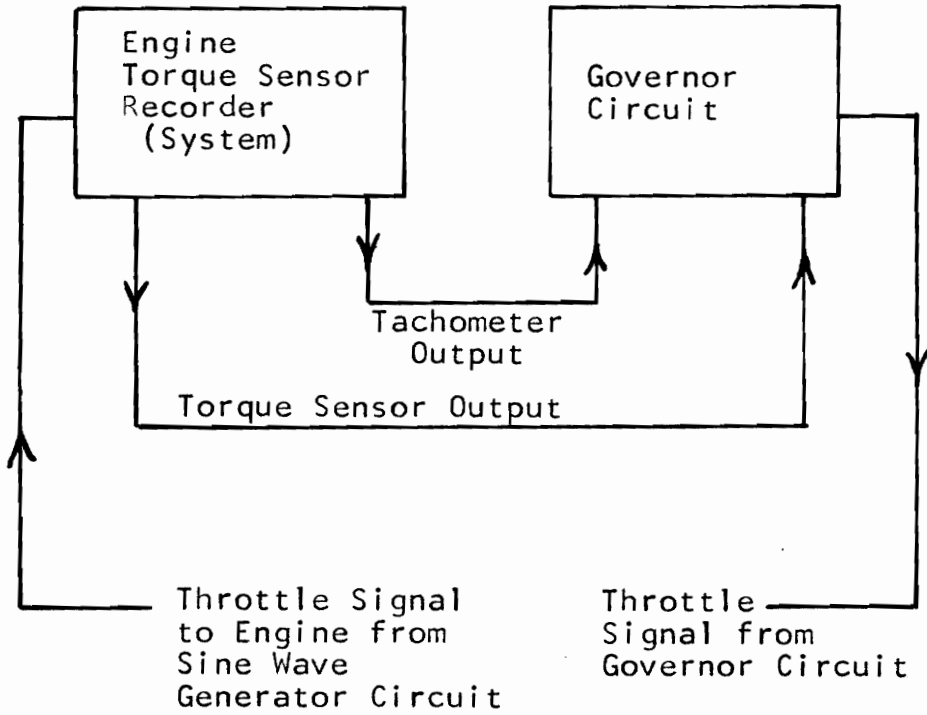 Engine
Torque Sensor
Recorder
(System)
Governor
Circuit
Tachometer
Output
Torque Sensor Output
Throttle Signal
to Engine from
Sine Wave
Generator Circuit
Throttle
Signal from
Governor Circuit